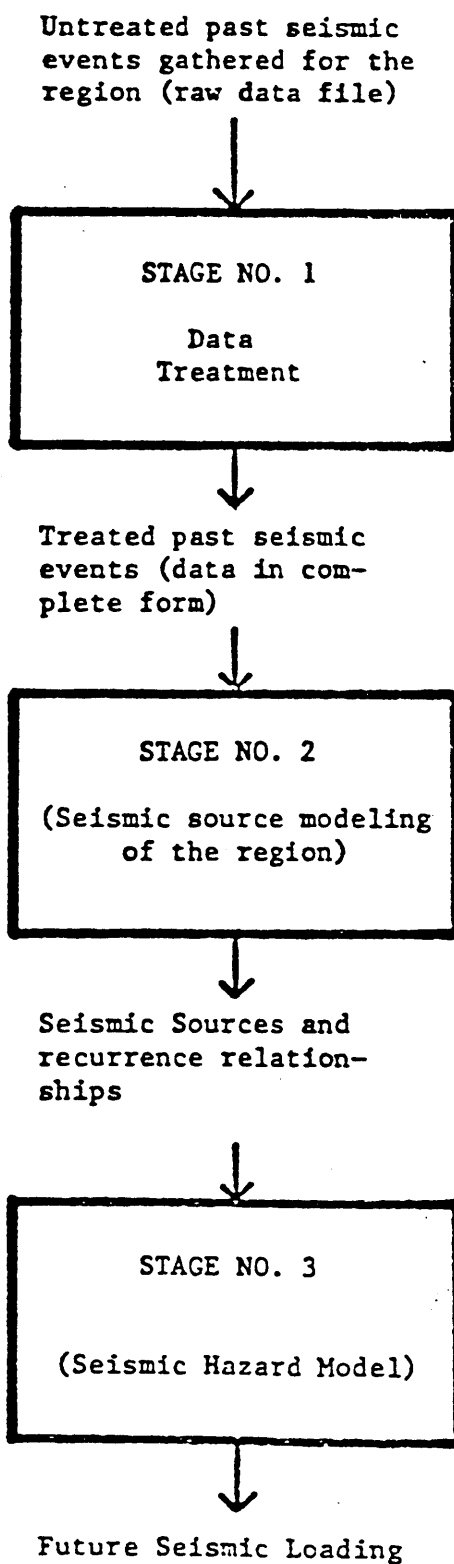 Untreated past seismic
events gathered for the
region (raw data file)
STAGE NO. 1
Data
Treatment
Treated past seismic
events (data in com-
plete form)
STAGE NO. 2
(Seismic source modeling
of the region)
Seismic Sources and
recurrence relation-
ships
STAGE NO. 3
(Seismic Hazard Model)
Future Seismic Loading